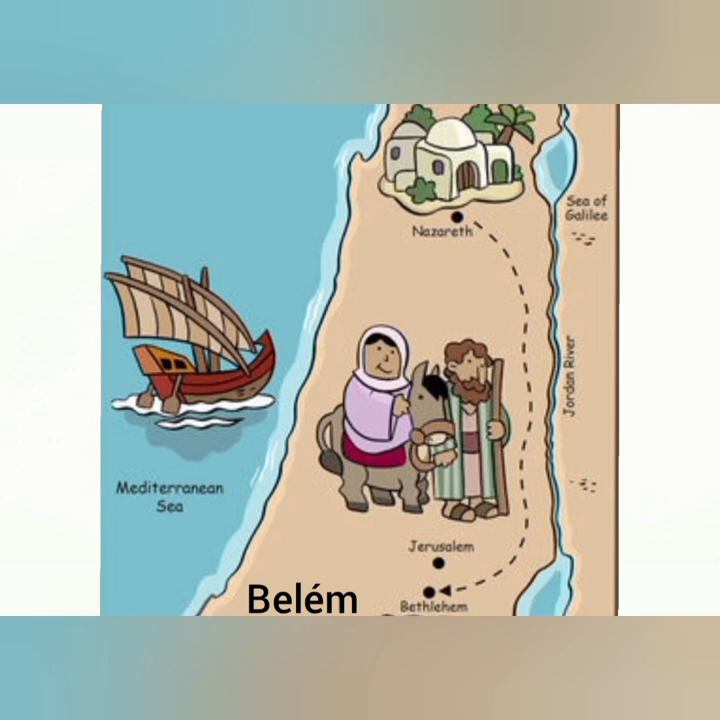 Sea of
Galilee
Nazareth
Jordan River
Mediterranean
Sea
Jerusalem
Belém
Bethlehem